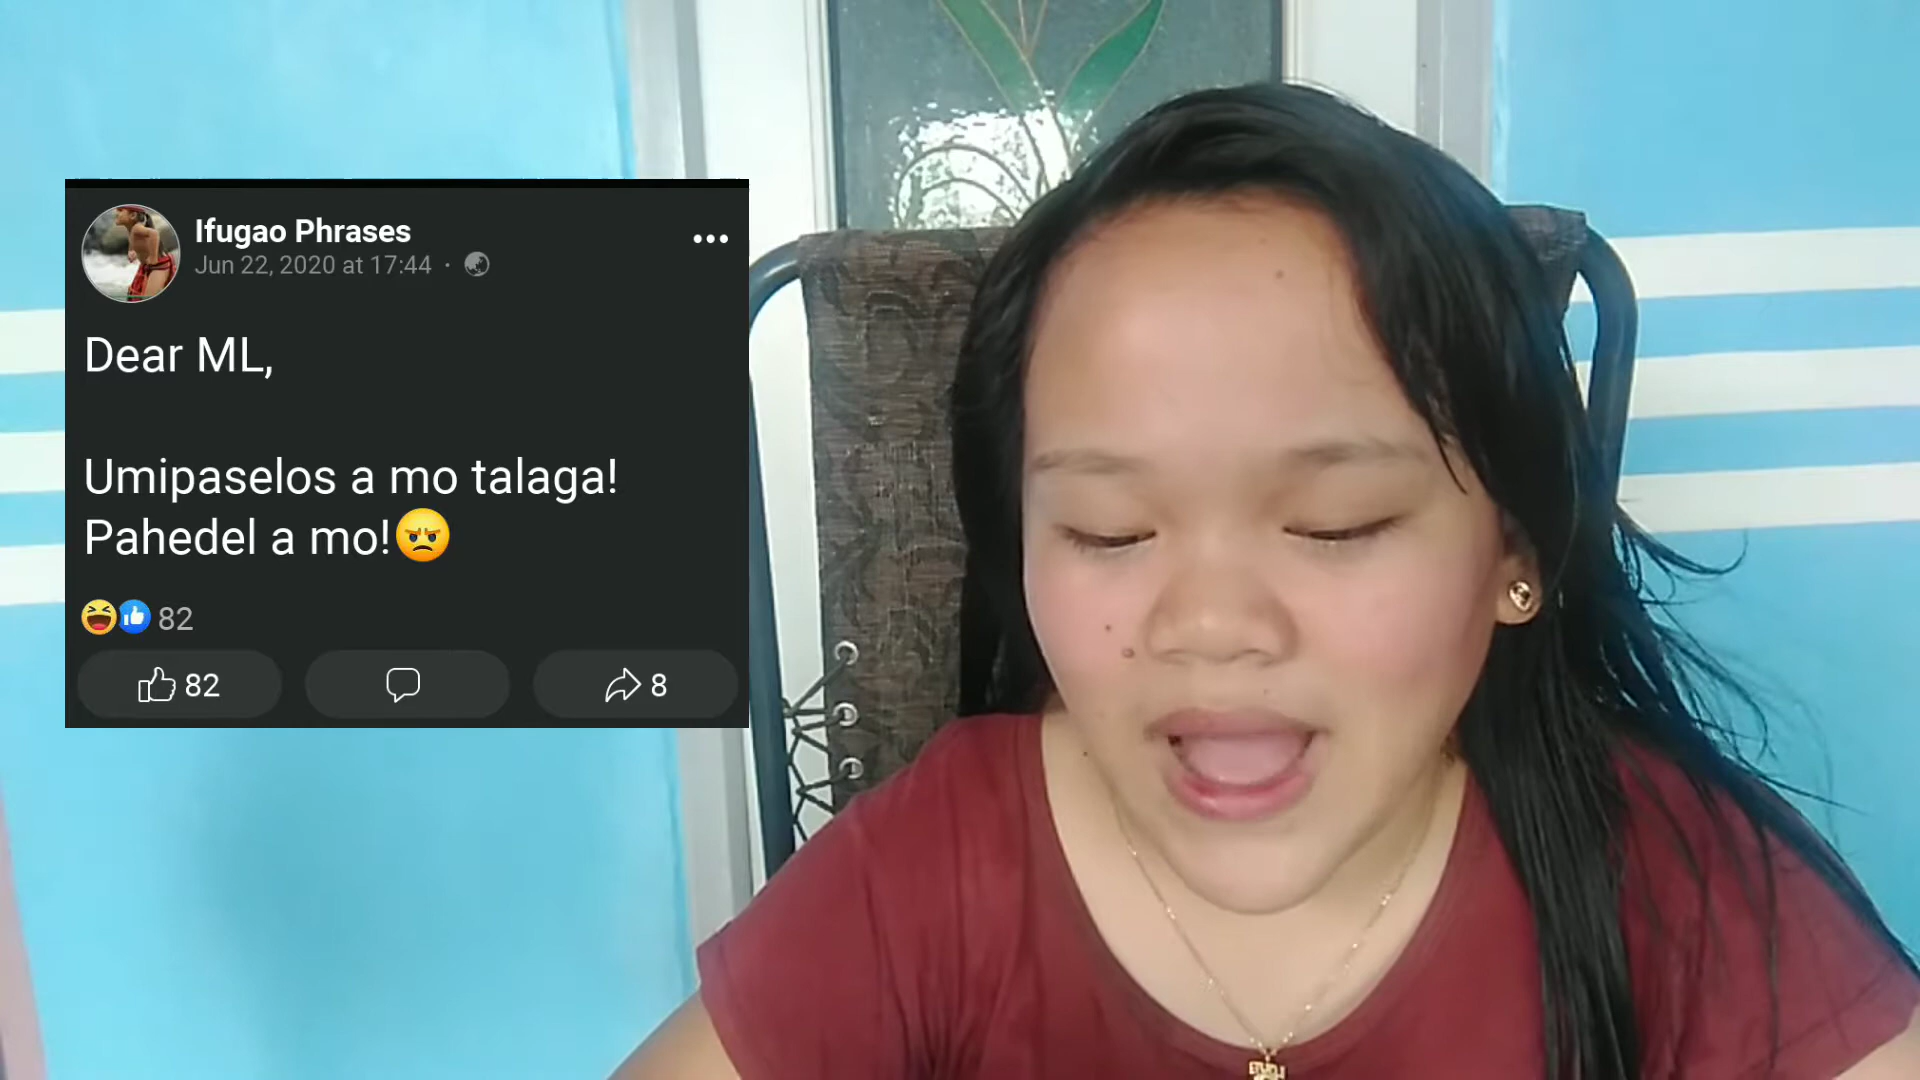 Ifugao Phrases
Jun 22, 2020 at 17:44
Dear ML,
Umipaselos a mo talaga!
Pahedel a mo!😠
82
82
8